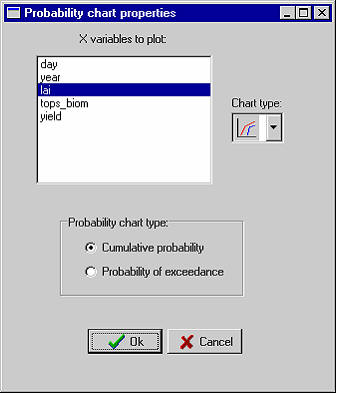 Probability chart properties
X variables to plot:
day
year
lai
tops_biom
yield
Chart type:
Probability chart type:
Cumulative probability
Probability of exceedance
Ok
Cancel